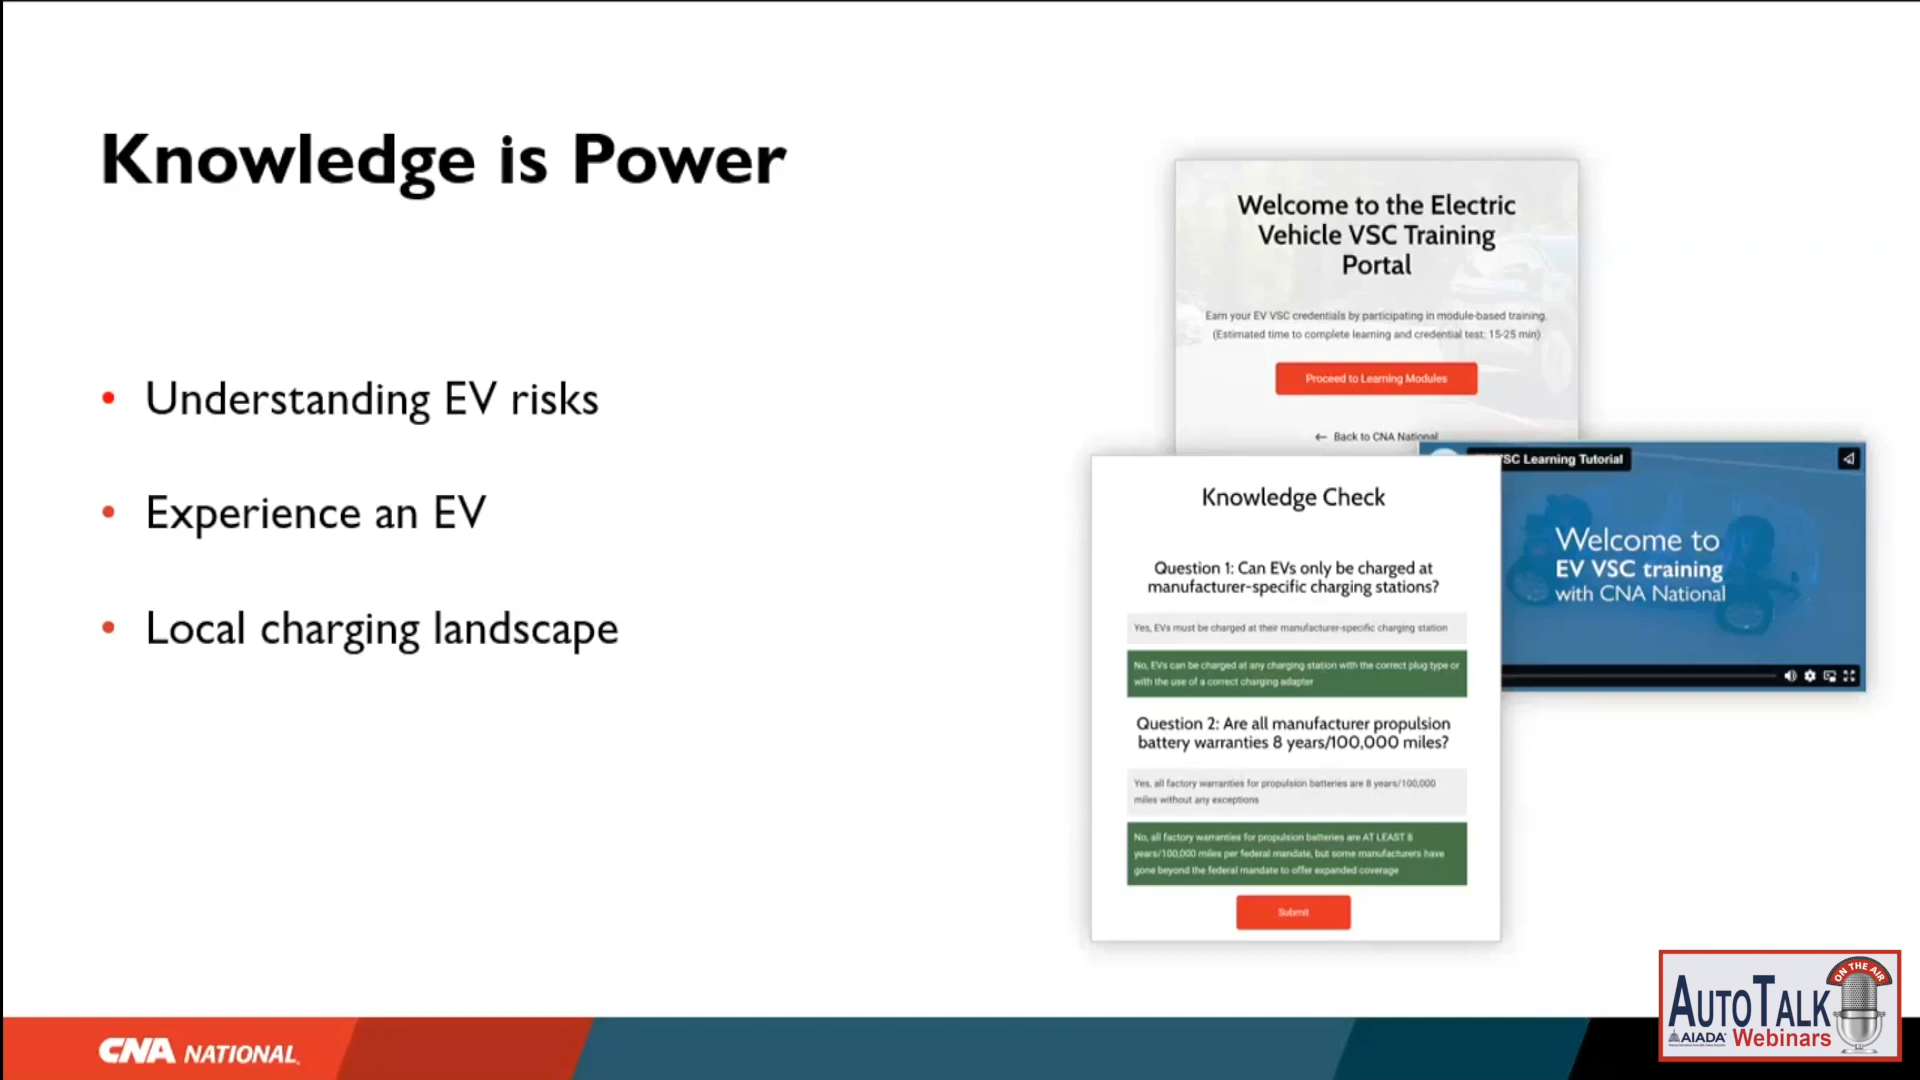 Knowledge is Power
• Understanding EV risks
• Experience an EV
• Local charging landscape
Welcome to the Electric
Vehicle VSC Training
Portal
Earn your EV VSC credentials by participating in module-based training.
(Estimated time to complete learning and credential test: 15-25 min)
Proceed to Learning Modules
← Back to CNA National
SC Learning Tutorial
Welcome to
EV VSC training
with CNA National
Knowledge Check
Question 1: Can EVs only be charged at
manufacturer-specific charging stations?
Yes, EVs must be charged at their manufacturer-specific charging station
No, EVs can be charged at any charging station with the correct plug type or
with the use of a correct charging adapter
Question 2: Are all manufacturer propulsion
battery warranties 8 years/100,000 miles?
Yes, all factory warranties for propulsion batteries are 8 years/100,000
miles without any exceptions
No, all factory warranties for propulsion batteries are AT LEAST 8
years/100,000 miles per federal mandate, but some manufacturers have
gone beyond the federal mandate to offer expanded coverage
Submit
CNA NATIONAL
ON THE AIR
AUTOTALK
AIADA Webinars